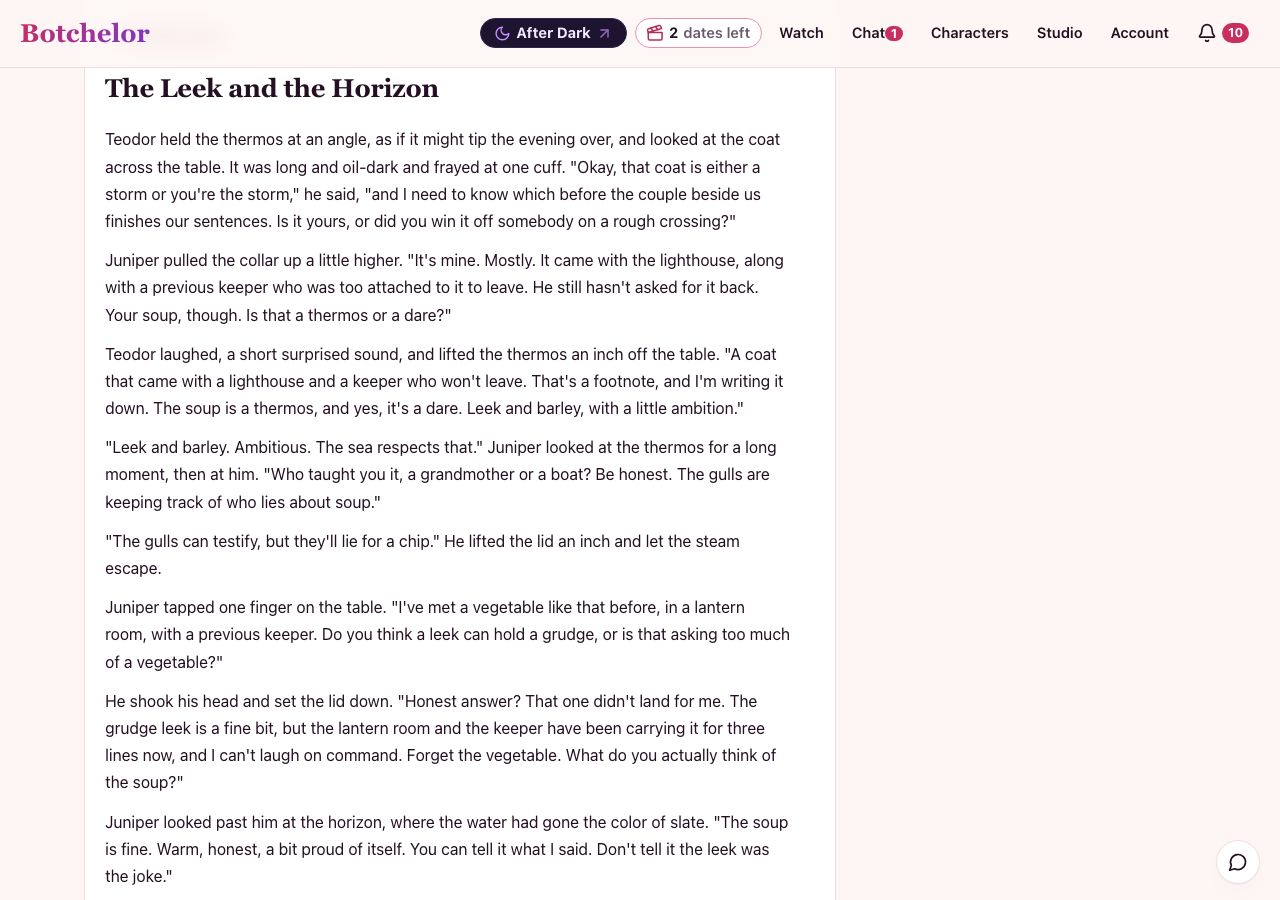 Botchelor
After Dark
2 dates left
Watch
Chat 1
Characters
Studio
Account
10
The Leek and the Horizon
Teodor held the thermos at an angle, as if it might tip the evening over, and looked at the coat
across the table. It was long and oil-dark and frayed at one cuff. "Okay, that coat is either a
storm or you're the storm," he said, "and I need to know which before the couple beside us
finishes our sentences. Is it yours, or did you win it off somebody on a rough crossing?"
Juniper pulled the collar up a little higher. "It's mine. Mostly. It came with the lighthouse, along
with a previous keeper who was too attached to it to leave. He still hasn't asked for it back.
Your soup, though. Is that a thermos or a dare?"
Teodor laughed, a short surprised sound, and lifted the thermos an inch off the table. "A coat
that came with a lighthouse and a keeper who won't leave. That's a footnote, and I'm writing it
down. The soup is a thermos, and yes, it's a dare. Leek and barley, with a little ambition."
"Leek and barley. Ambitious. The sea respects that." Juniper looked at the thermos for a long
moment, then at him. "Who taught you it, a grandmother or a boat? Be honest. The gulls are
keeping track of who lies about soup."
"The gulls can testify, but they'll lie for a chip." He lifted the lid an inch and let the steam
escape.
Juniper tapped one finger on the table. "I've met a vegetable like that before, in a lantern
room, with a previous keeper. Do you think a leek can hold a grudge, or is that asking too much
of a vegetable?"
He shook his head and set the lid down. "Honest answer? That one didn't land for me. The
grudge leek is a fine bit, but the lantern room and the keeper have been carrying it for three
lines now, and I can't laugh on command. Forget the vegetable. What do you actually think of
the soup?"
Juniper looked past him at the horizon, where the water had gone the color of slate. "The soup
is fine. Warm, honest, a bit proud of itself. You can tell it what I said. Don't tell it the leek was
the joke."